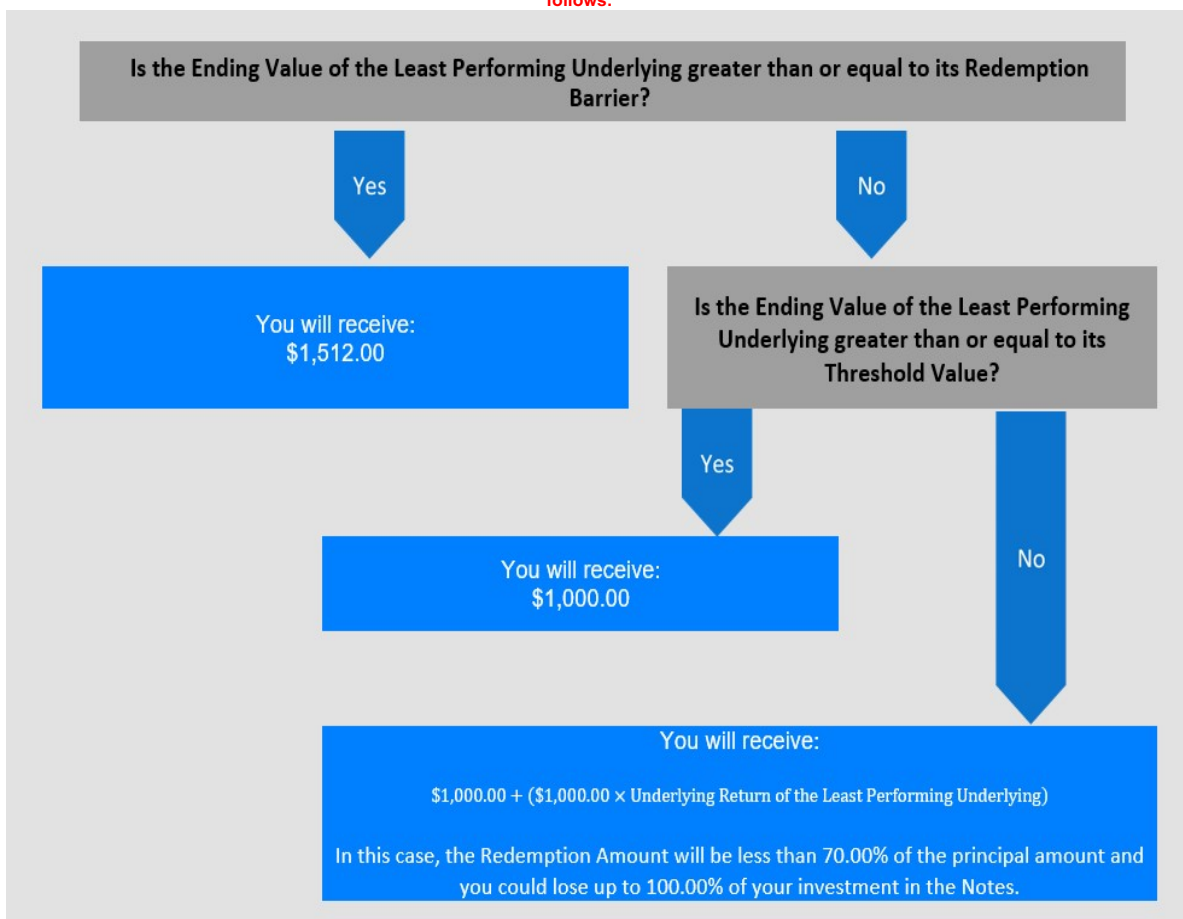 follows:
Is the Ending Value of the Least Performing Underlying greater than or equal to its Redemption
Barrier?
Yes
No
You will receive:
$1,512.00
Is the Ending Value of the Least Performing
Underlying greater than or equal to its
Threshold Value?
Yes
No
You will receive:
$1,000.00
You will receive:
$1,000.00 + ($1,000.00 × Underlying Return of the Least Performing Underlying)
In this case, the Redemption Amount will be less than 70.00% of the principal amount and
you could lose up to 100.00% of your investment in the Notes.